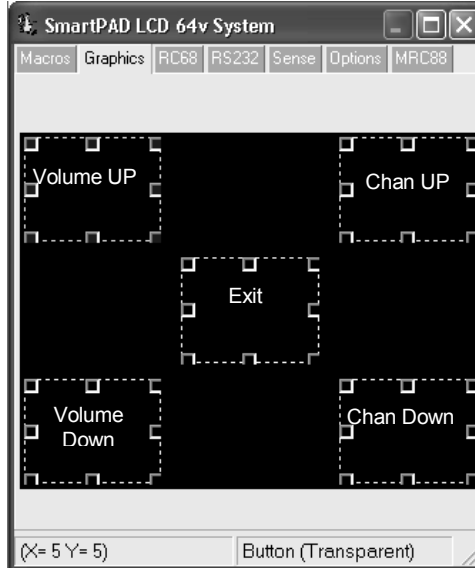 SmartPAD LCD 64v System
Macros Graphics RC68 RS232 Sense Options MRC88
Volume UP
Chan UP
Exit
Volume
Down
Chan Down
(X= 5 Y= 5)
Button (Transparent)